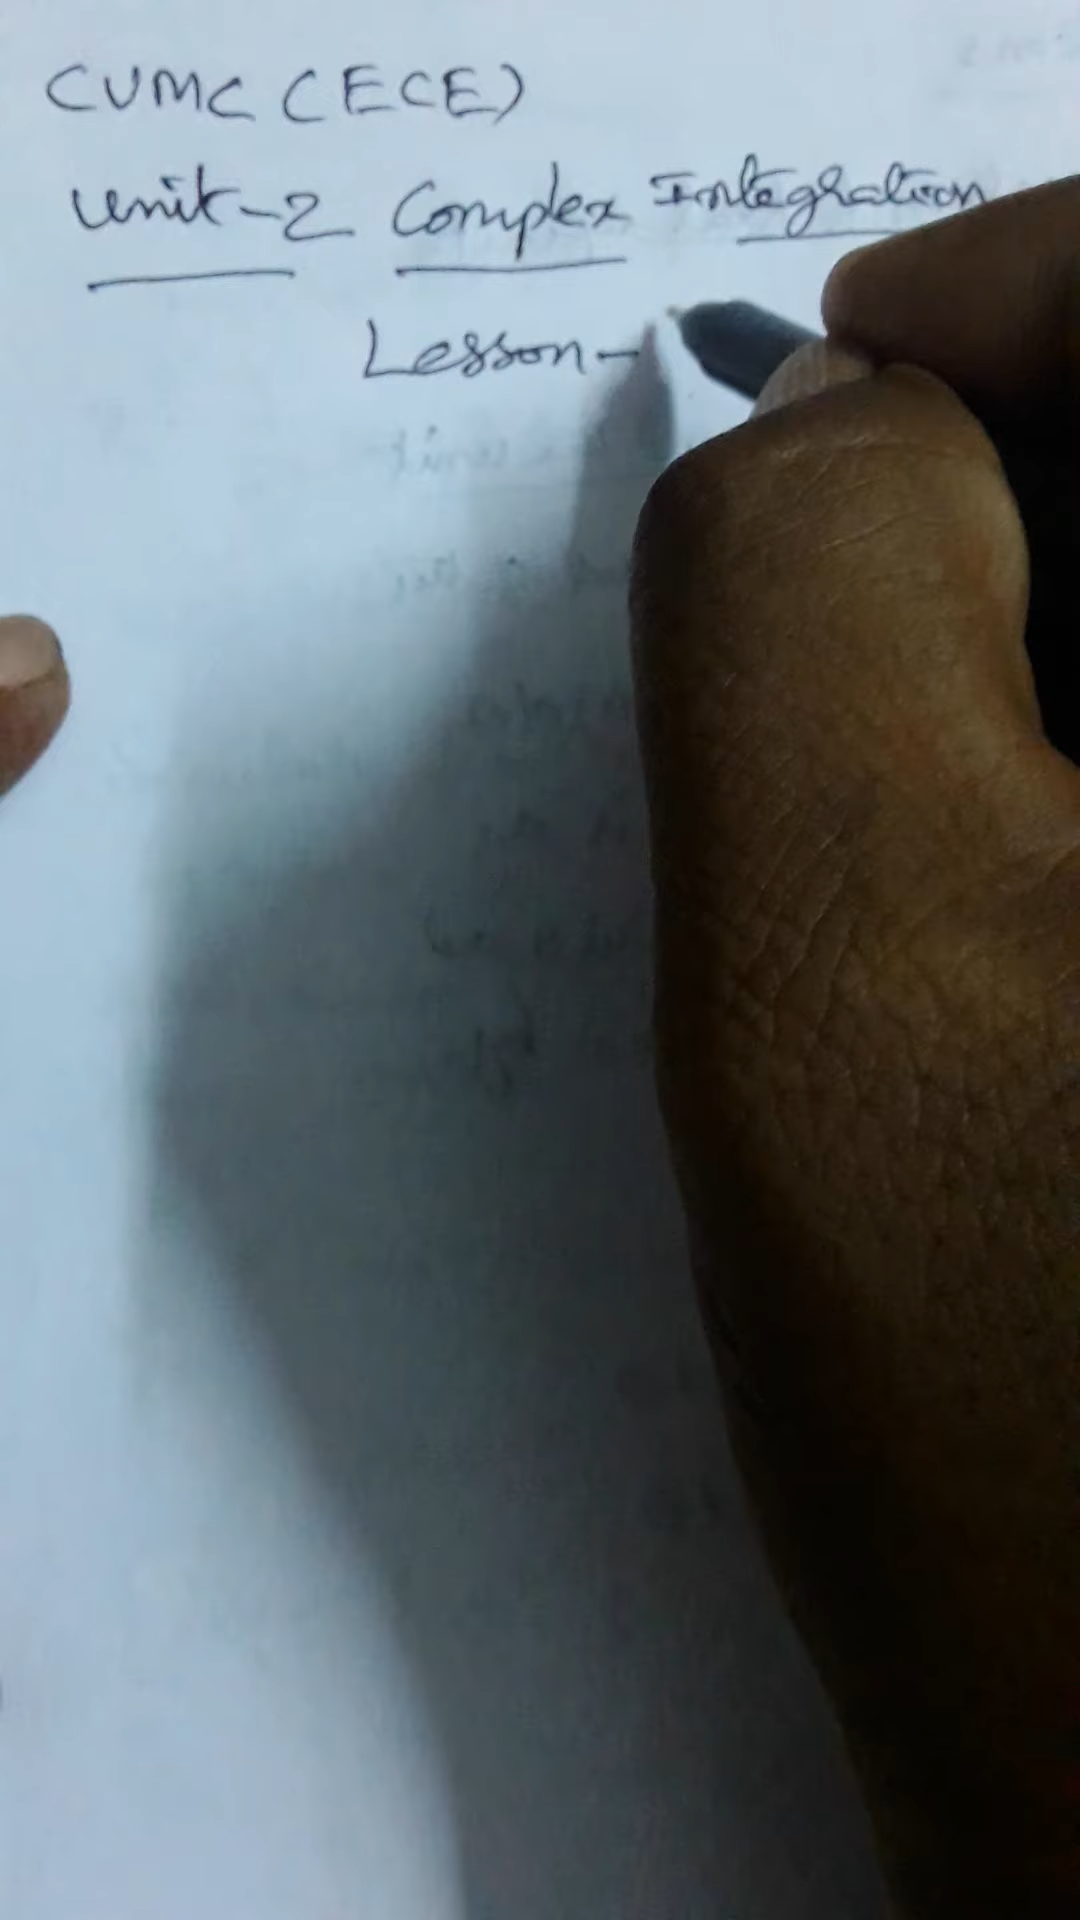 CVMC (ECE)
Unit-2 Complex Integration
Lesson-